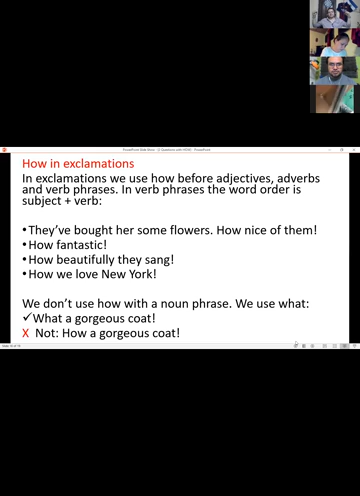 PowerPoint Slide Show - Q Questions with HOW - PowerPoint
How in exclamations
In exclamations we use how before adjectives, adverbs
and verb phrases. In verb phrases the word order is
subject + verb:
•They’ve bought her some flowers. How nice of them!
•How fantastic!
•How beautifully they sang!
•How we love New York!
We don’t use how with a noun phrase. We use what:
✓What a gorgeous coat!
X Not: How a gorgeous coat!